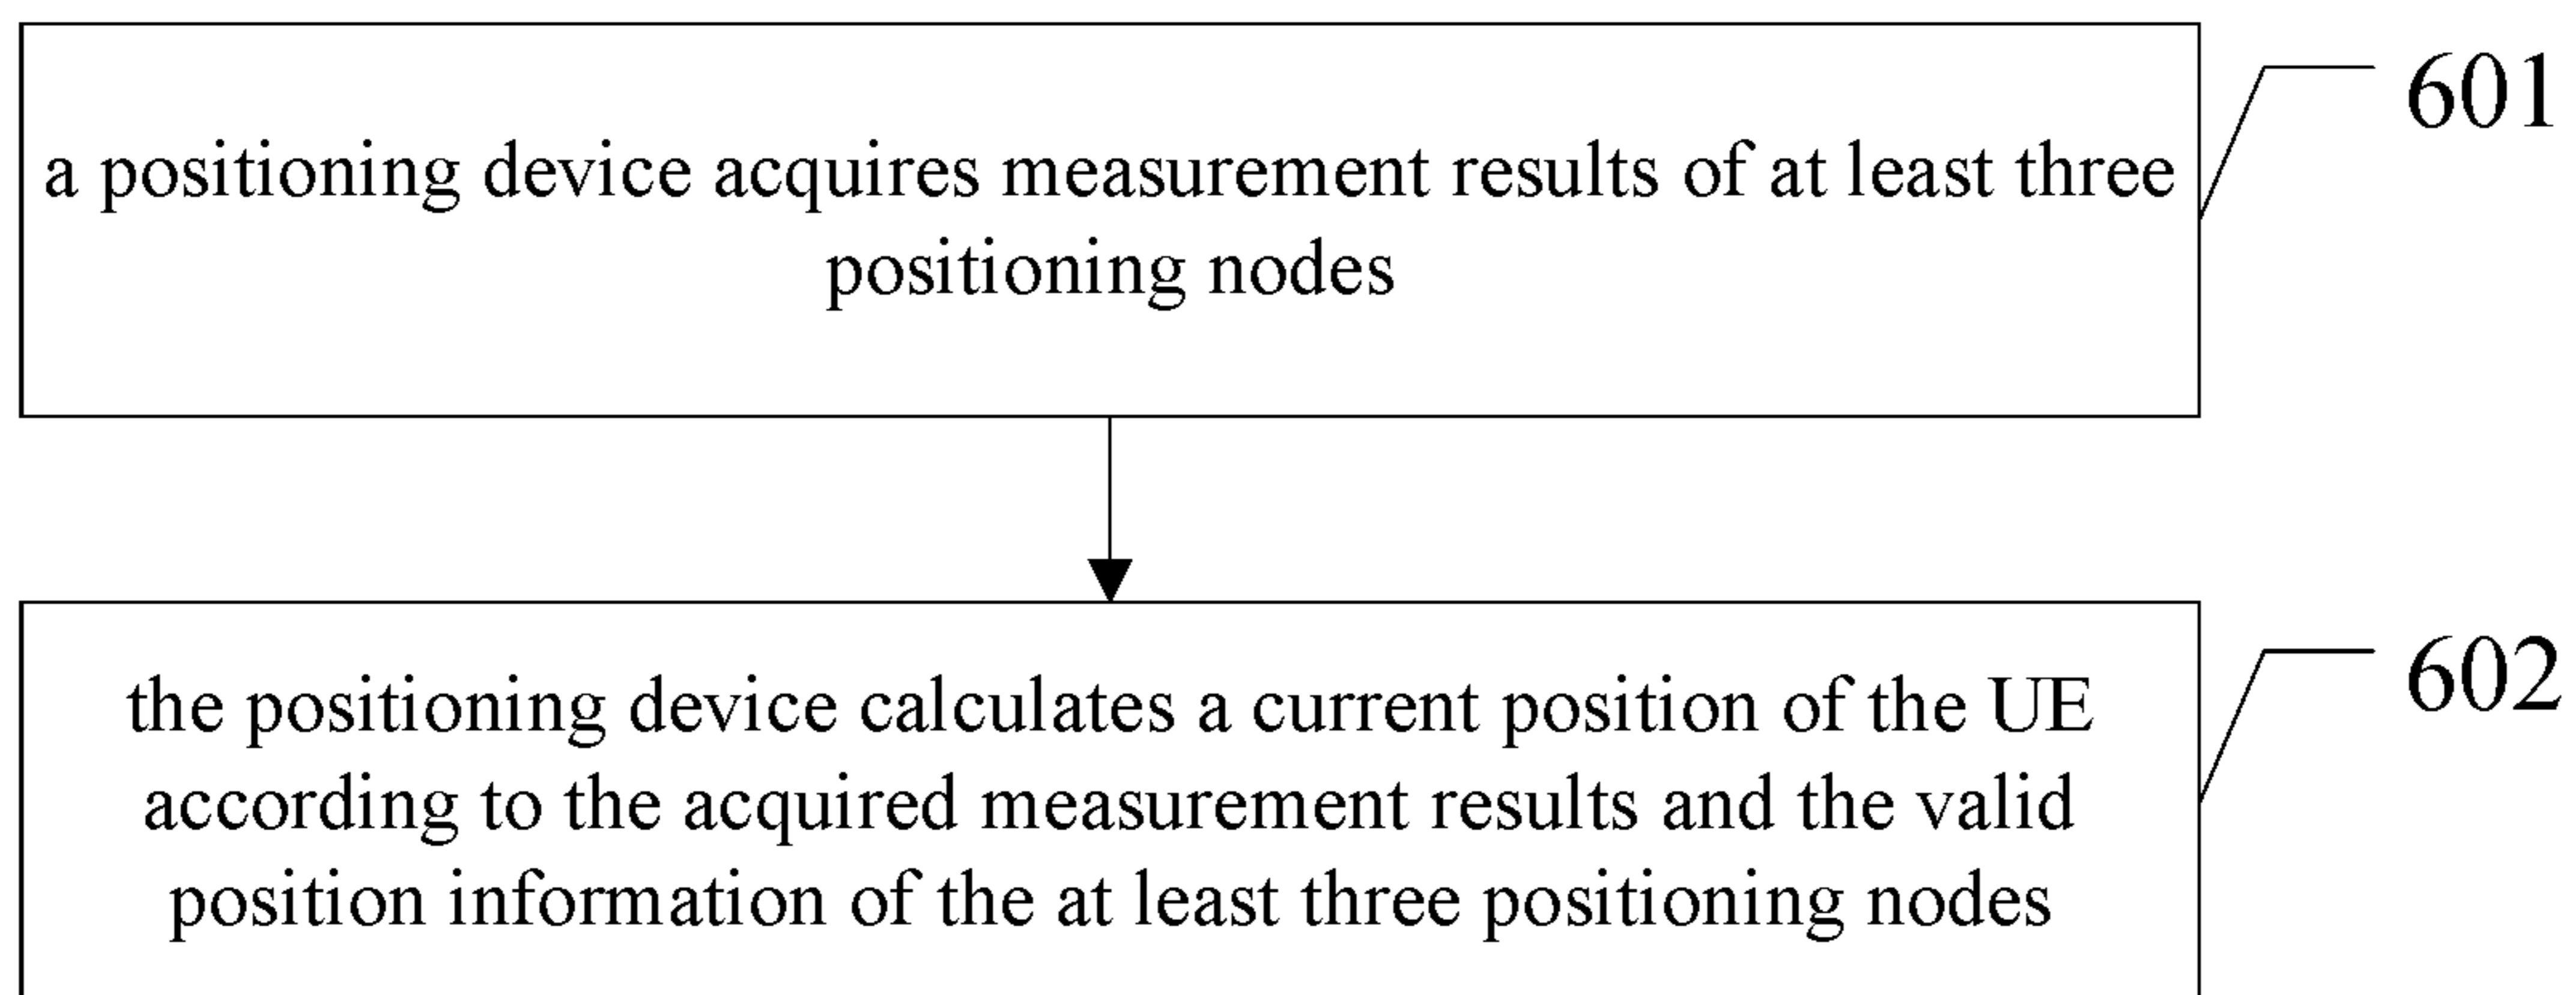 a positioning device acquires measurement results of at least three
positioning nodes
601
the positioning device calculates a current position of the UE
according to the acquired measurement results and the valid
position information of the at least three positioning nodes
602